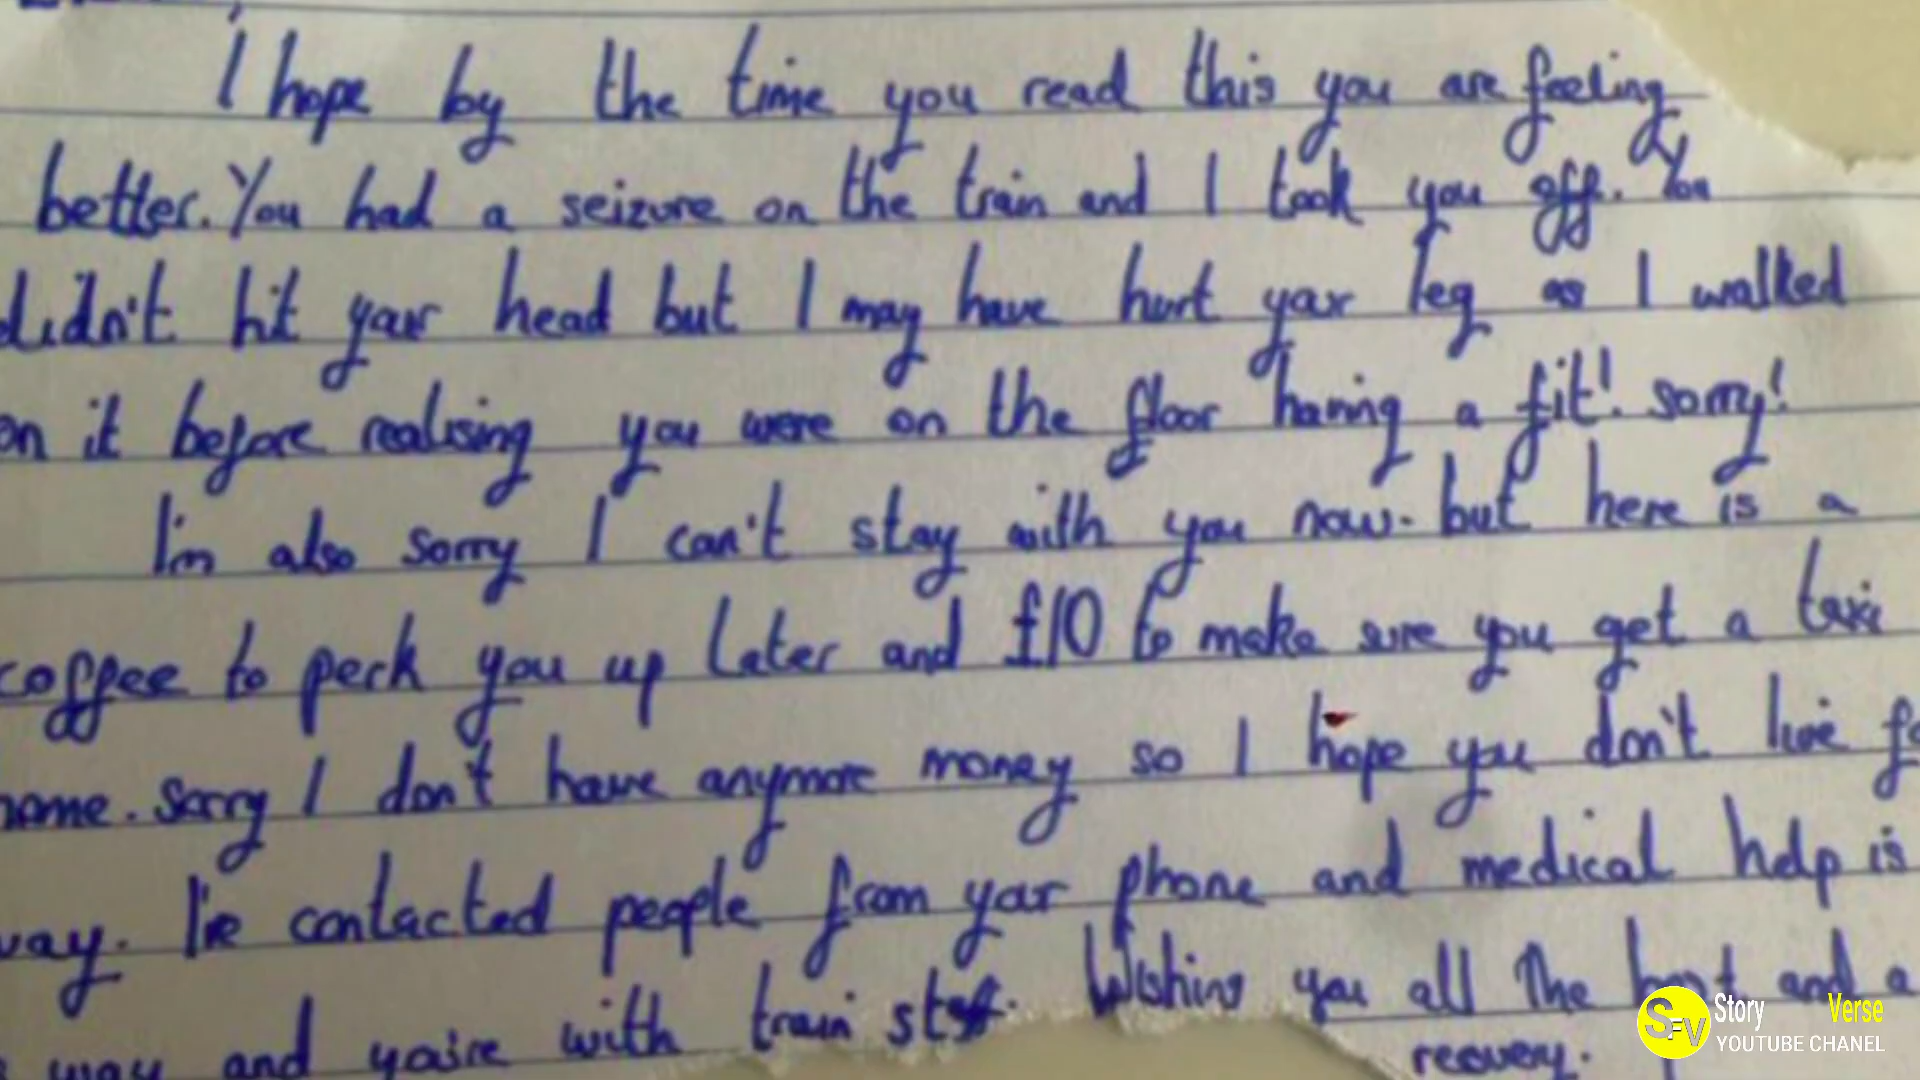 I hope by the time you read this you are feeling
better. You had a seizure on the train and I took you off. You
didn't hit your head but I may have hurt your leg as I walked
on it before realising you were on the floor having a fit! sorry!
I'm also sorry I can't stay with you now. but here is a
coffee to perk you up later and £10 to make sure you get a taxi
home. Sorry I don't have anymore money so I hope you don't live
way. I've contacted people from your phone and medical help is
way and you're with train staff. Wishing you all the best and a
recovery.
Story Verse
SFV
YOUTUBE CHANEL